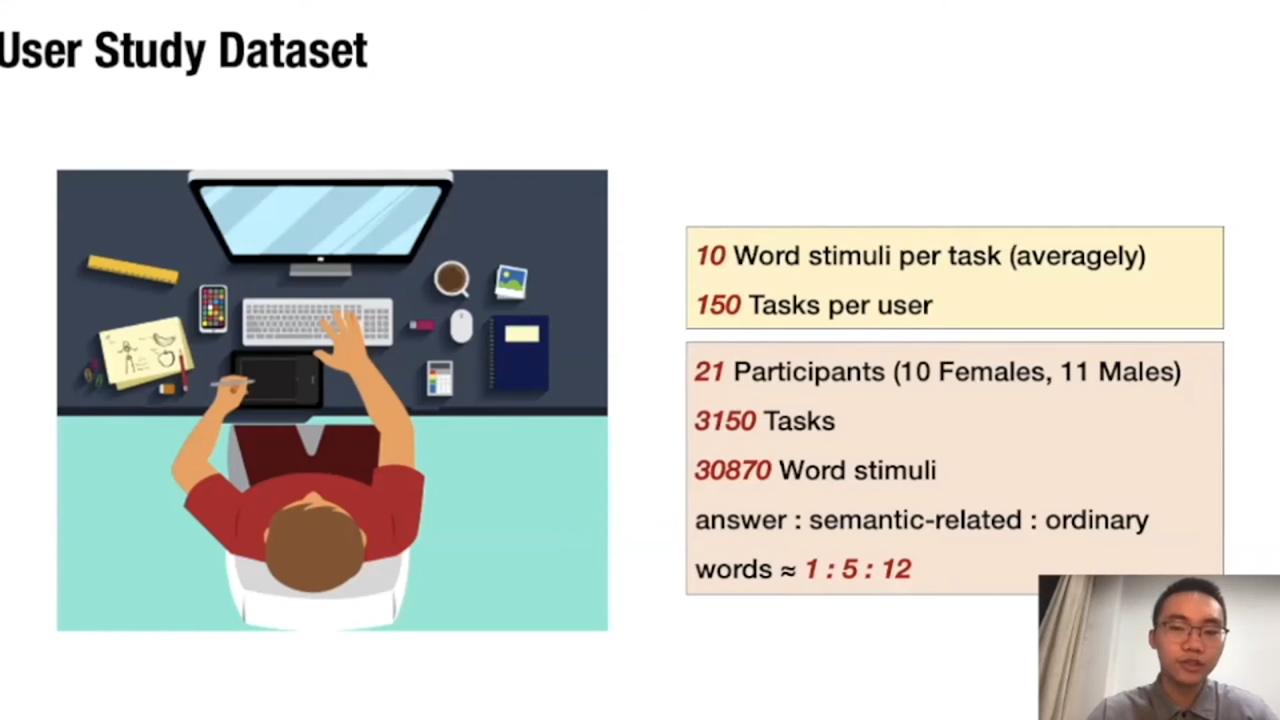 User Study Dataset
10 Word stimuli per task (averagely)
150 Tasks per user
21 Participants (10 Females, 11 Males)
3150 Tasks
30870 Word stimuli
answer : semantic-related : ordinary
words ≈ 1 : 5 : 12